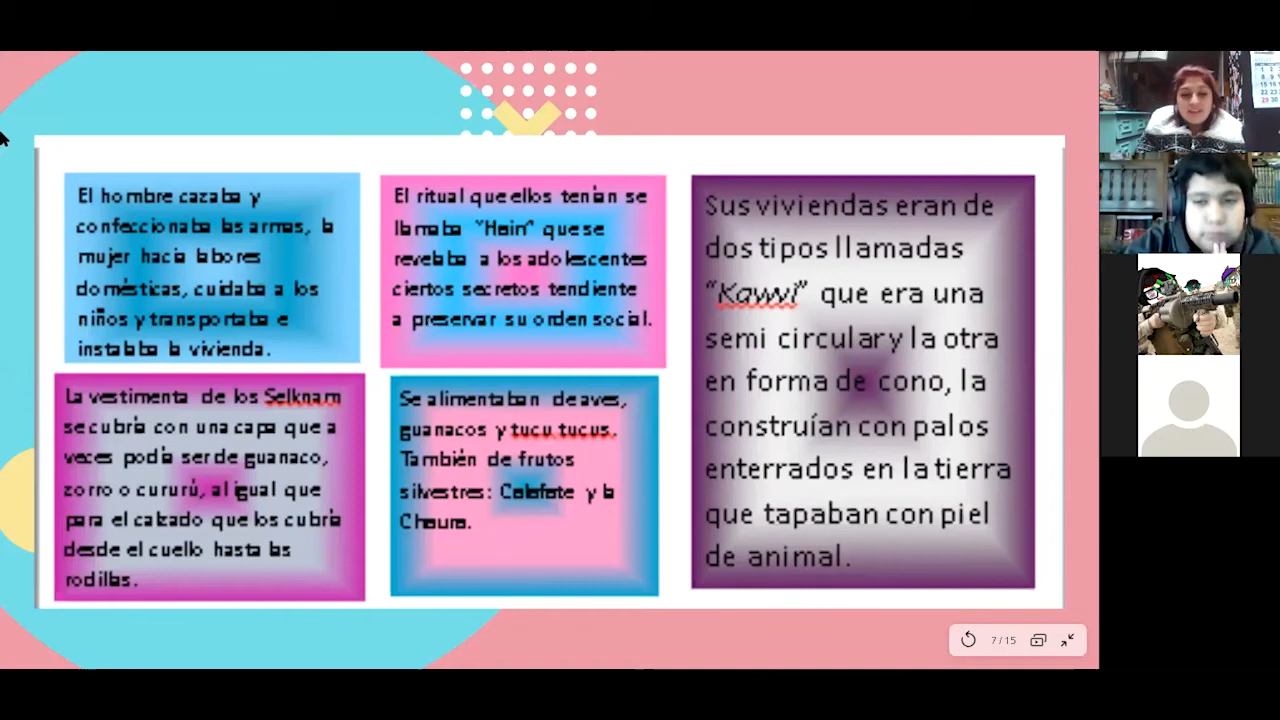 El hombre cazaba y
confeccionaba las armas, la
mujer hacía labores
domésticas, cuidaba a los
niños y transportaba e
instalaba la vivienda.
El ritual que ellos tenían se
llamaba "Hain" que se
revelaba a los adolescentes
ciertos secretos tendiente
a preservar su orden social.
La vestimenta de los Selknam
se cubría con una capa que a
veces podía ser de guanaco,
zorro o cururú, al igual que
para el calzado que los cubría
desde el cuello hasta las
rodillas.
Se alimentaban de aves,
guanacos y tucu tucus.
También de frutos
silvestres: Calafate y la
Chaura.
Sus viviendas eran de
dos tipos llamadas
"Kawi" que era una
semi circular y la otra
en forma de cono, la
construían con palos
enterrados en la tierra
que tapaban con piel
de animal.
7 / 15